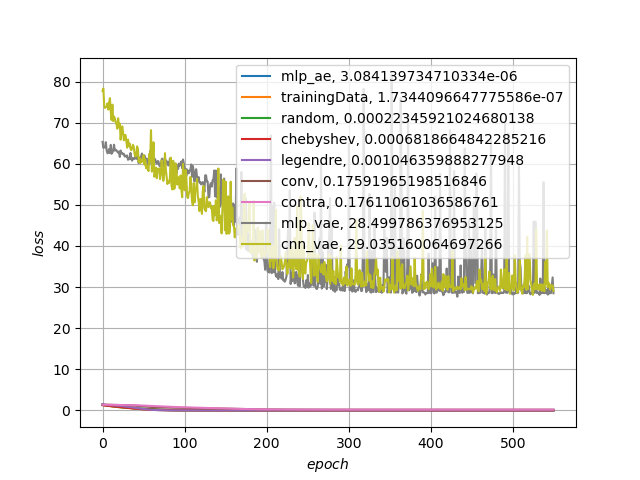 80
70
60
50
40
30
20
10
0
loss
mlp_ae, 3.084139734710334e-06
trainingData, 1.7344096647775586e-07
random, 0.00022345921024680138
chebyshev, 0.0006818664842285216
legendre, 0.001046359888277948
conv, 0.17591965198516846
contra, 0.17611061036586761
mlp_vae, 28.499786376953125
cnn_vae, 29.035160064697266
0 100 200 300 400 500
epoch